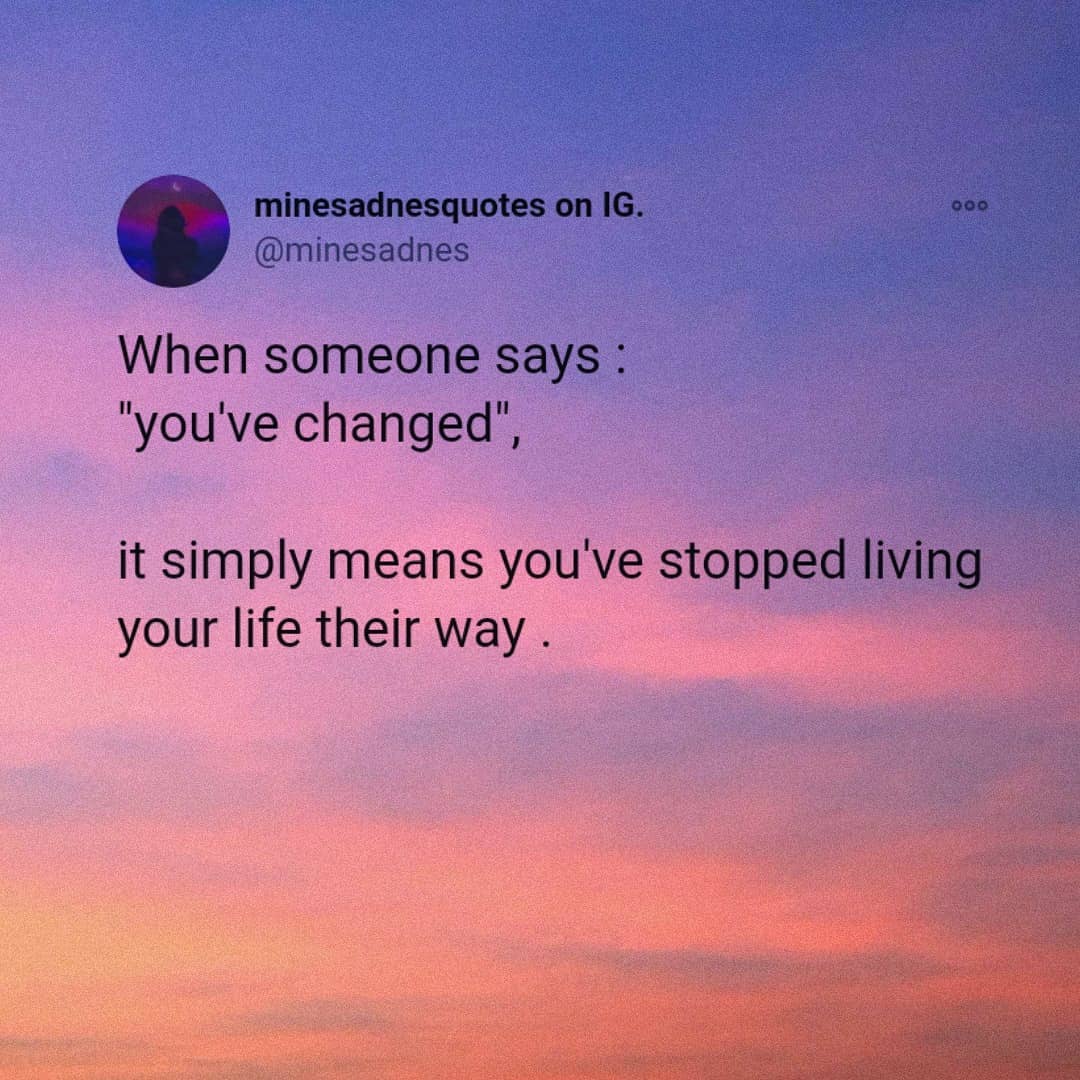 minesadnesquotes on IG.
@minesadnes
When someone says :
"you've changed",
it simply means you've stopped living
your life their way .